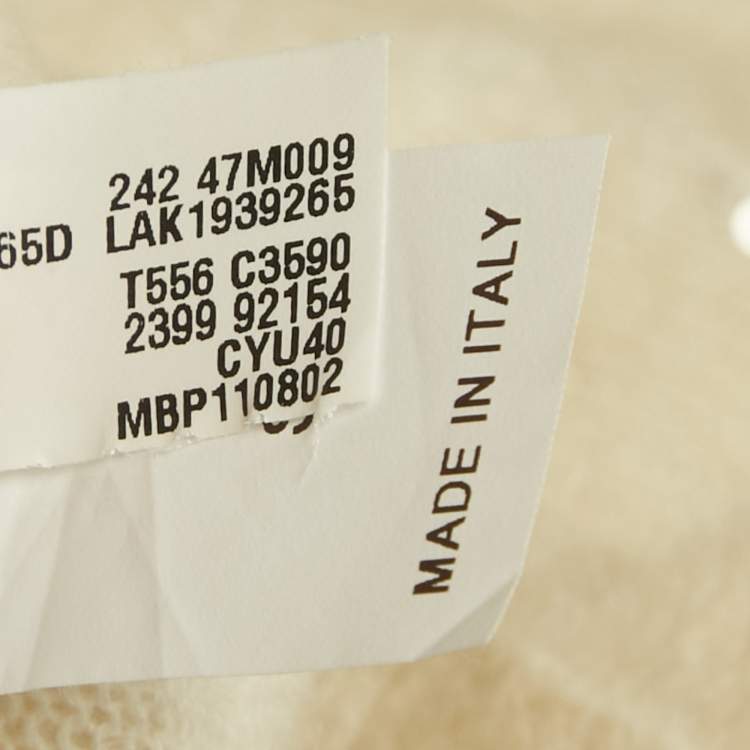 242 47M009
65D LAK1939265
T556 C3590
2399 92154
CYU40
MBP110802
MADE IN ITALY